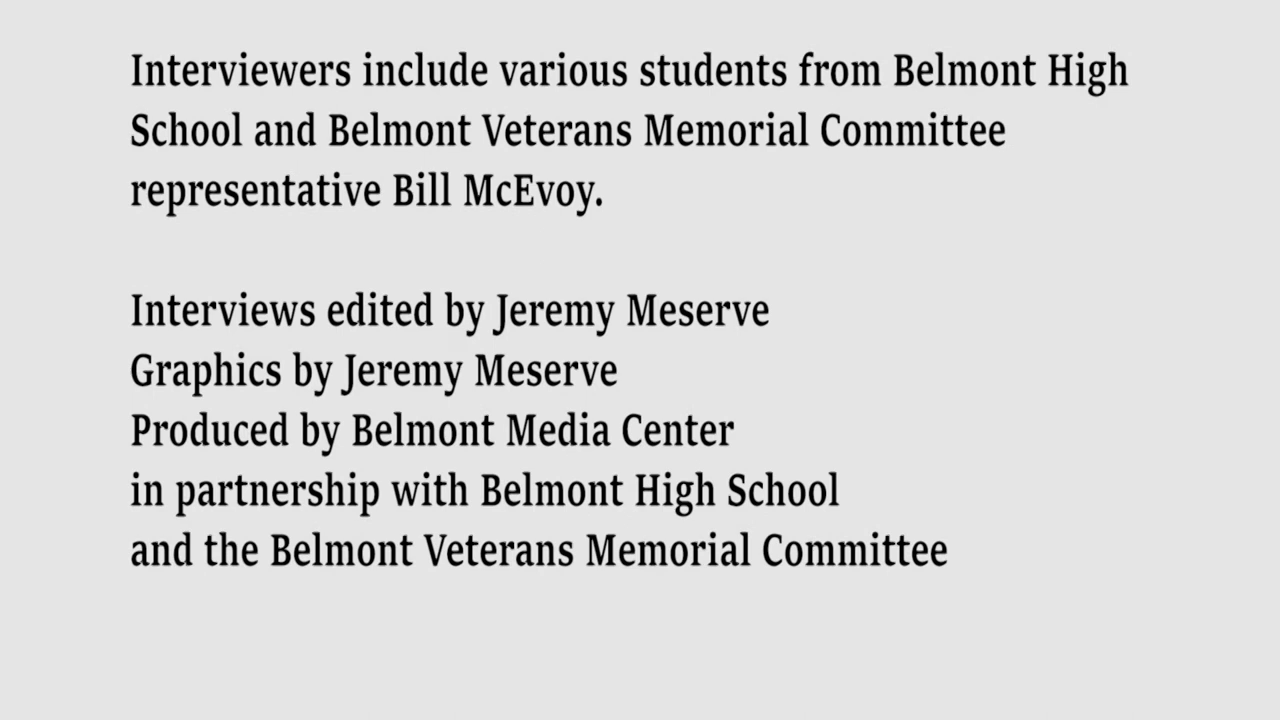 Interviewers include various students from Belmont High
School and Belmont Veterans Memorial Committee
representative Bill McEvoy.
Interviews edited by Jeremy Meserve
Graphics by Jeremy Meserve
Produced by Belmont Media Center
in partnership with Belmont High School
and the Belmont Veterans Memorial Committee